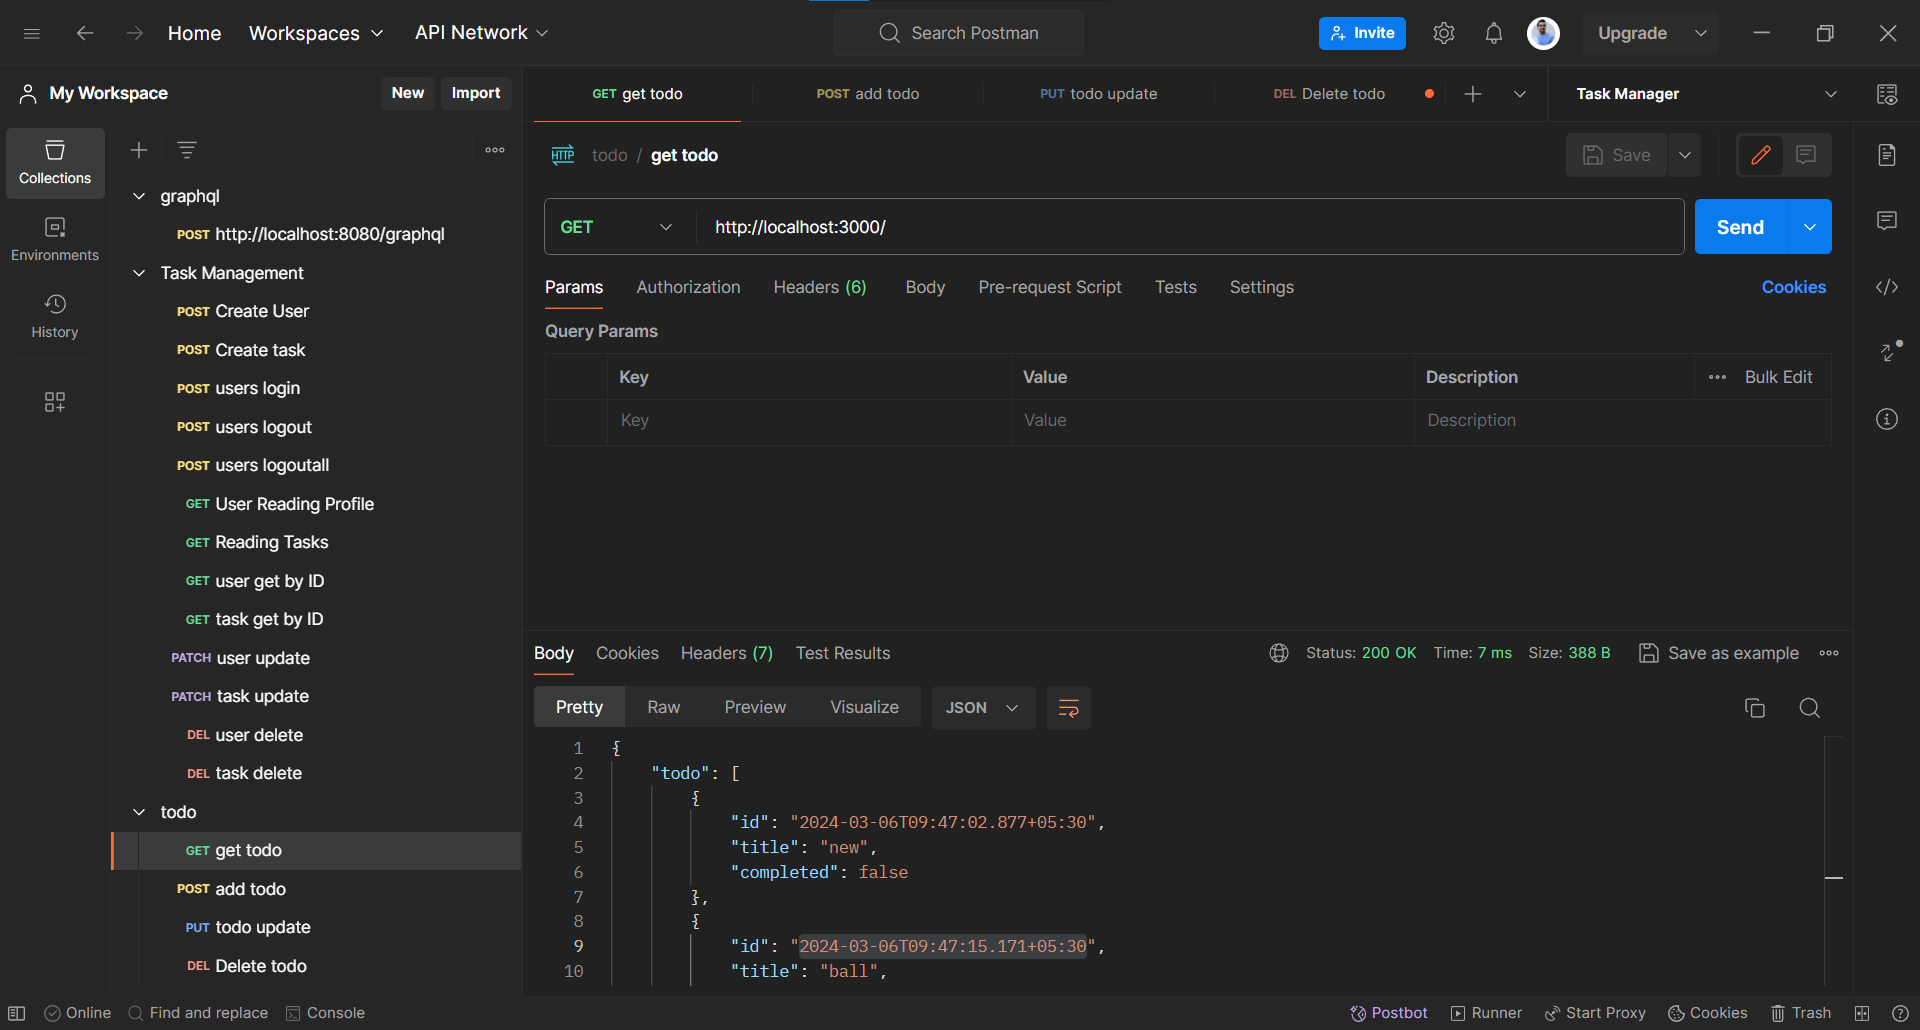 Home Workspaces API Network Search Postman Invite Upgrade
My Workspace New Import GET get todo POST add todo PUT todo update DEL Delete todo Task Manager
Collections
Environments
History
graphql
POST http://localhost:8080/graphql
Task Management
POST Create User
POST Create task
POST users login
POST users logout
POST users logoutall
GET User Reading Profile
GET Reading Tasks
GET user get by ID
GET task get by ID
PATCH user update
PATCH task update
DEL user delete
DEL task delete
todo
GET get todo
POST add todo
PUT todo update
DEL Delete todo
HTTP todo / get todo Save
GET http://localhost:3000/ Send
Params Authorization Headers (6) Body Pre-request Script Tests Settings Cookies
Query Params
Key Value Description Bulk Edit
Key Value Description
Body Cookies Headers (7) Test Results Status: 200 OK Time: 7 ms Size: 388 B Save as example
Pretty Raw Preview Visualize JSON
1 {
2 "todo": [
3 {
4 "id": "2024-03-06T09:47:02.877+05:30",
5 "title": "new",
6 "completed": false
7 },
8 {
9 "id": "2024-03-06T09:47:15.171+05:30",
10 "title": "ball",
Online Find and replace Console Postbot Runner Start Proxy Cookies Trash